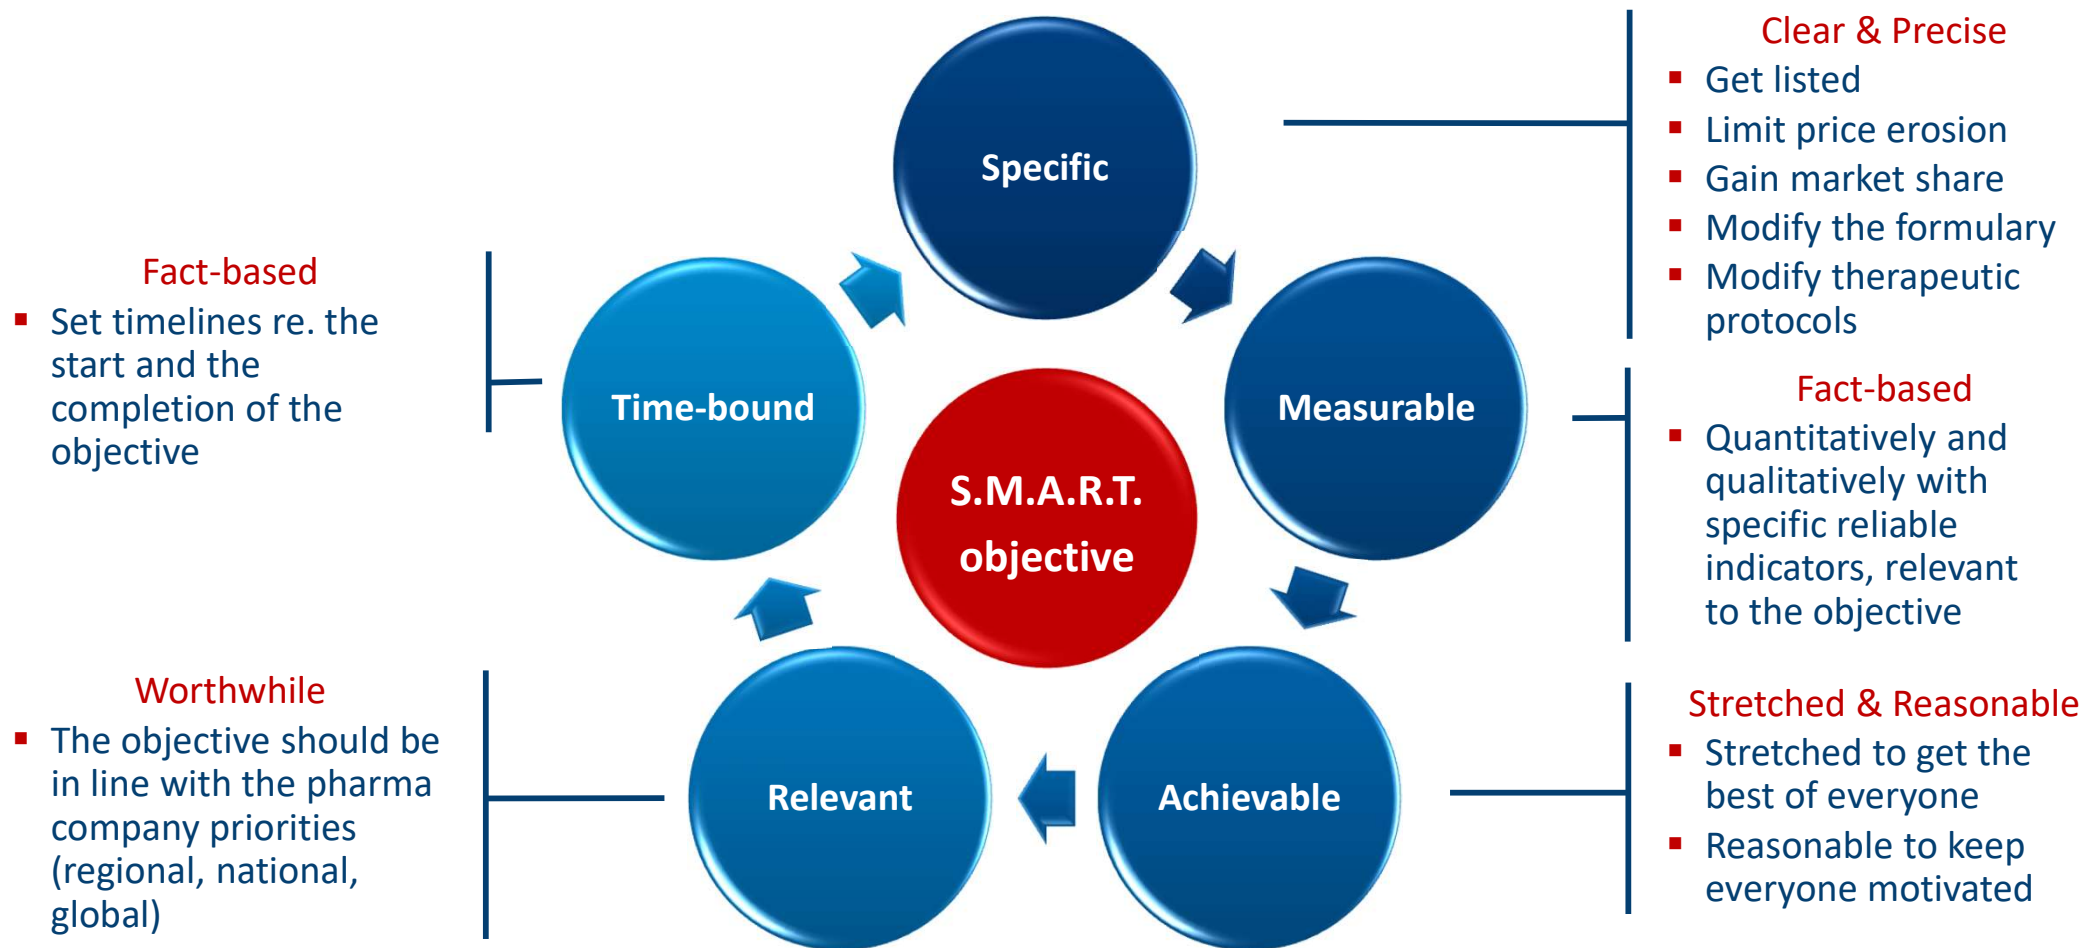 Specific
Clear & Precise
▪ Get listed
▪ Limit price erosion
▪ Gain market share
▪ Modify the formulary
▪ Modify therapeutic
protocols
Measurable
Fact-based
▪ Quantitatively and
qualitatively with
specific reliable
indicators, relevant
to the objective
Achievable
Stretched & Reasonable
▪ Stretched to get the
best of everyone
▪ Reasonable to keep
everyone motivated
Relevant
Worthwhile
▪ The objective should be
in line with the pharma
company priorities
(regional, national,
global)
Time-bound
Fact-based
▪ Set timelines re. the
start and the
completion of the
objective
S.M.A.R.T.
objective